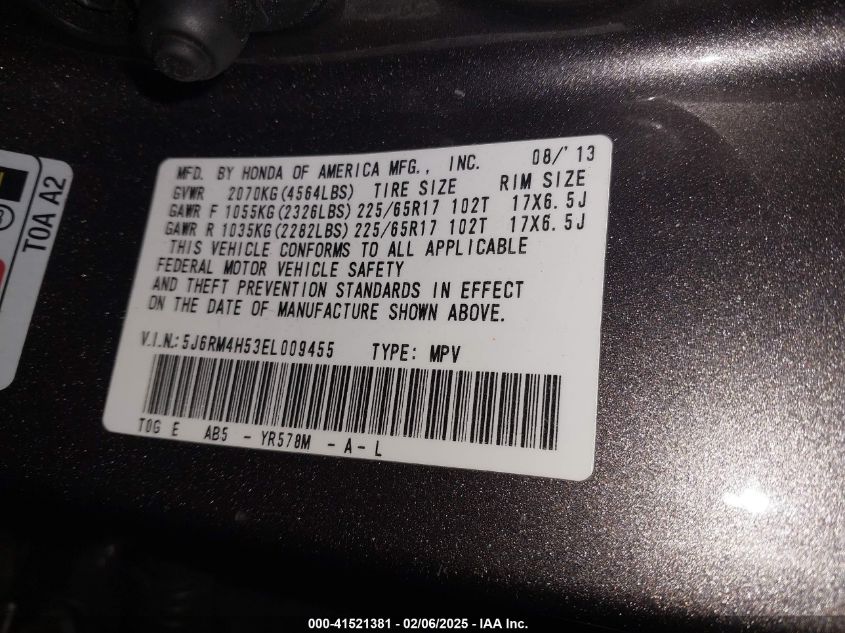 MFD. BY HONDA OF AMERICA MFG., INC. 08/'13
GVWR 2070KG(4564LBS) TIRE SIZE RIM SIZE
GAWR F 1055KG(2326LBS) 225/65R17 102T 17X6.5J
GAWR R 1035KG(2282LBS) 225/65R17 102T 17X6.5J
THIS VEHICLE CONFORMS TO ALL APPLICABLE
FEDERAL MOTOR VEHICLE SAFETY
AND THEFT PREVENTION STANDARDS IN EFFECT
ON THE DATE OF MANUFACTURE SHOWN ABOVE.
V.I.N.: 5J6RM4H53EL009455 TYPE: MPV
T0G E AB5 - YR578M - A - L
T0A A2
®
000-41521381 - 02/06/2025 - IAA Inc.